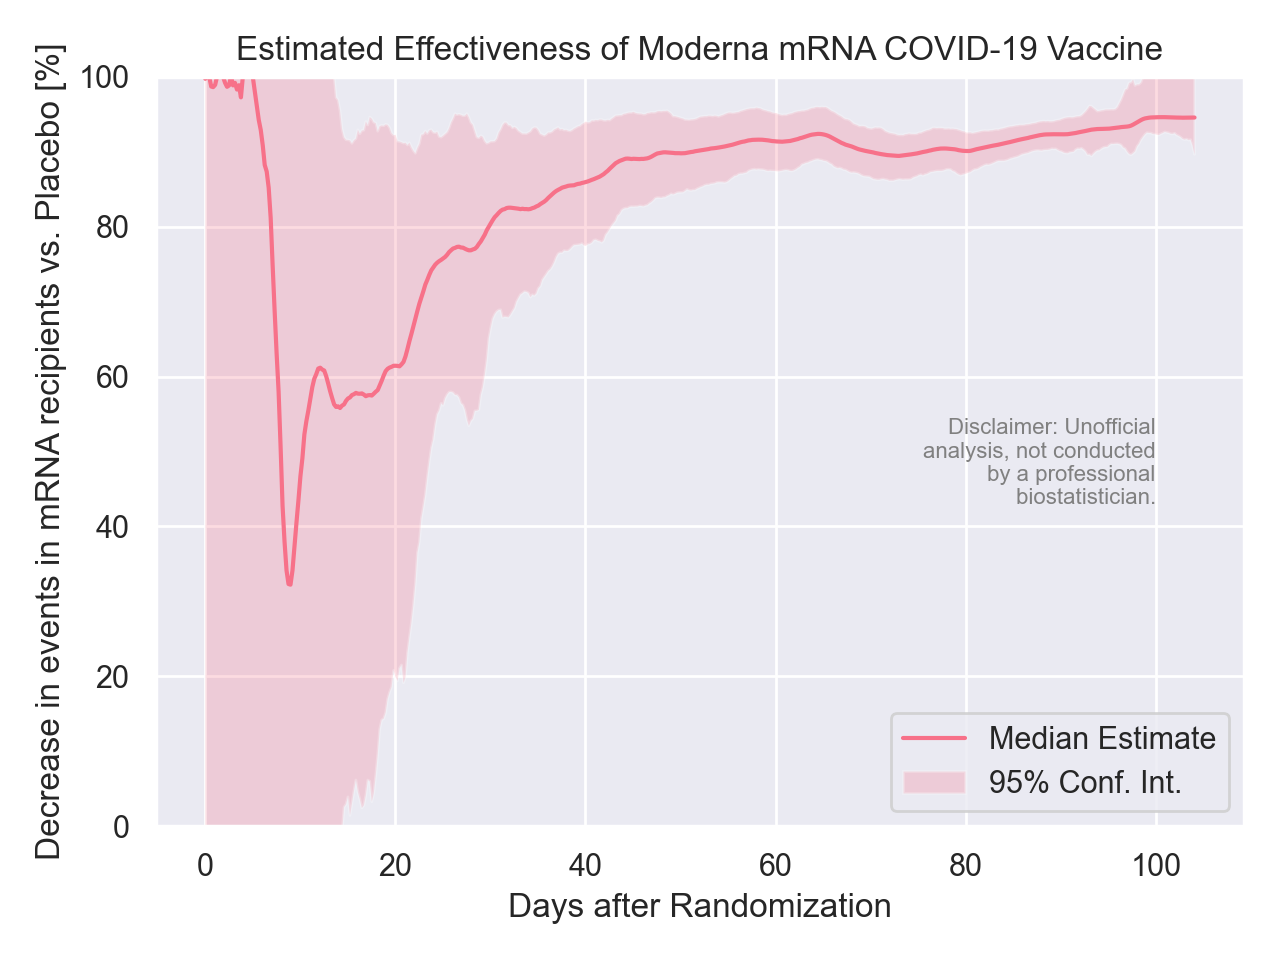 Estimated Effectiveness of Moderna mRNA COVID-19 Vaccine
Decrease in events in mRNA recipients vs. Placebo [%]
100
80
60
40
20
0
Disclaimer: Unofficial
analysis, not conducted
by a professional
biostatistician.
Median Estimate
95% Conf. Int.
0
20
40
60
80
100
Days after Randomization